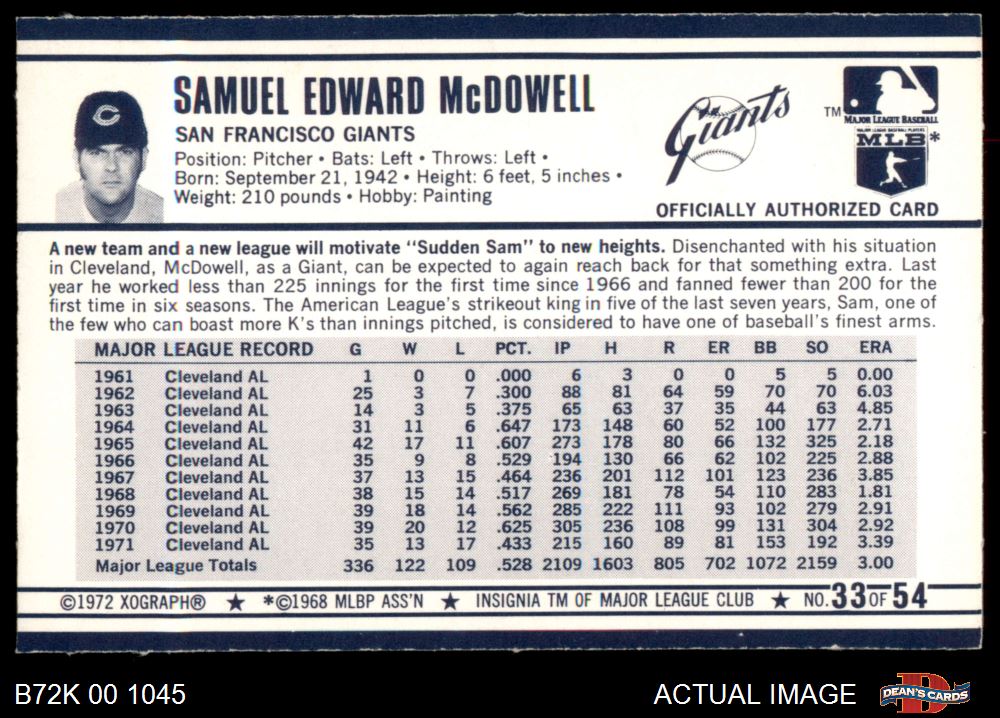 SAMUEL EDWARD McDOWELL
SAN FRANCISCO GIANTS
Position: Pitcher • Bats: Left • Throws: Left •
Born: September 21, 1942 • Height: 6 feet, 5 inches •
Weight: 210 pounds • Hobby: Painting
C
Giants
TM
MAJOR LEAGUE BASEBALL
MAJOR LEAGUE BASEBALL PLAYERS
MLB*
OFFICIALLY AUTHORIZED CARD
A new team and a new league will motivate "Sudden Sam" to new heights. Disenchanted with his situation
in Cleveland, McDowell, as a Giant, can be expected to again reach back for that something extra. Last
year he worked less than 225 innings for the first time since 1966 and fanned fewer than 200 for the
first time in six seasons. The American League's strikeout king in five of the last seven years, Sam, one of
the few who can boast more K's than innings pitched, is considered to have one of baseball's finest arms.
MAJOR LEAGUE RECORD G W L PCT. IP H R ER BB SO ERA
1961 Cleveland AL 1 0 0 .000 6 3 0 0 5 5 0.00
1962 Cleveland AL 25 3 7 .300 88 81 64 59 70 70 6.03
1963 Cleveland AL 14 3 5 .375 65 63 37 35 44 63 4.85
1964 Cleveland AL 31 11 6 .647 173 148 60 52 100 177 2.71
1965 Cleveland AL 42 17 11 .607 273 178 80 66 132 325 2.18
1966 Cleveland AL 35 9 8 .529 194 130 66 62 102 225 2.88
1967 Cleveland AL 37 13 15 .464 236 201 112 101 123 236 3.85
1968 Cleveland AL 38 15 14 .517 269 181 78 54 110 283 1.81
1969 Cleveland AL 39 18 14 .562 285 222 111 93 102 279 2.91
1970 Cleveland AL 39 20 12 .625 305 236 108 99 131 304 2.92
1971 Cleveland AL 35 13 17 .433 215 160 89 81 153 192 3.39
Major League Totals 336 122 109 .528 2109 1603 805 702 1072 2159 3.00
©1972 XOGRAPH® ★ *©1968 MLBP ASS'N ★ INSIGNIA TM OF MAJOR LEAGUE CLUB ★ NO. 33 OF 54
B72K 00 1045
ACTUAL IMAGE
DEAN'S CARDS